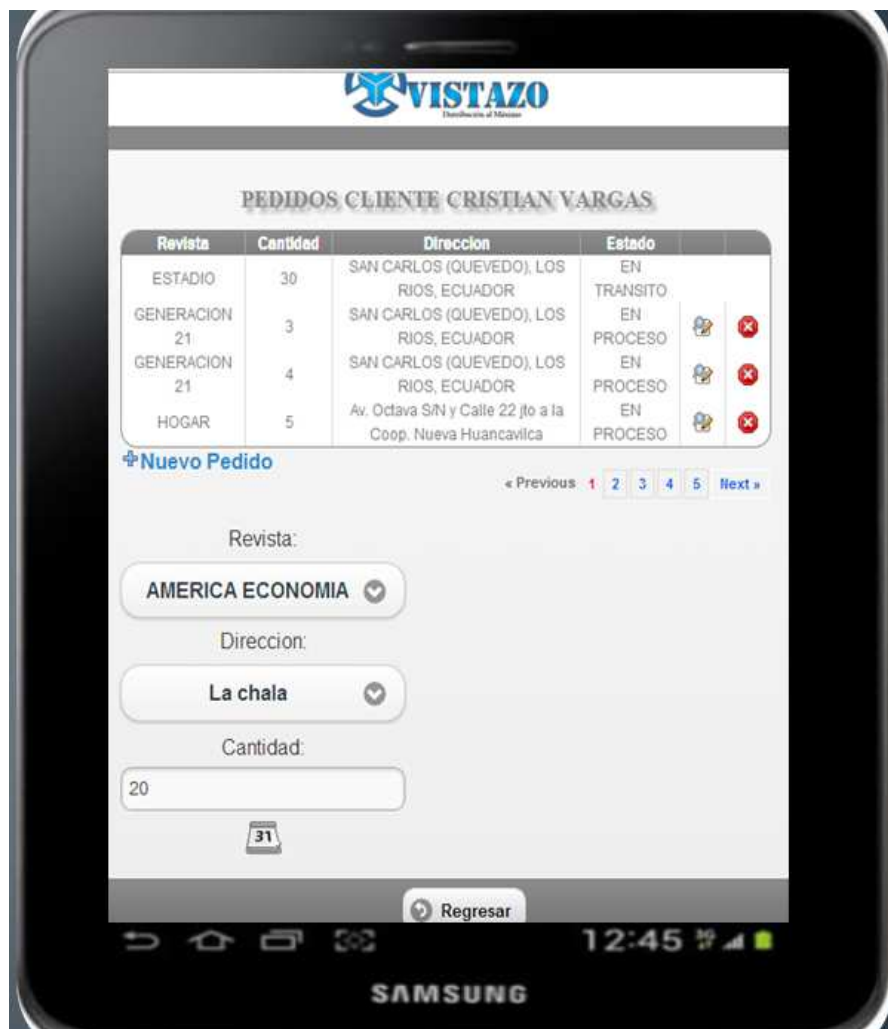 VISTAZO
Distribución al Máximo
PEDIDOS CLIENTE CRISTIAN VARGAS
Revista Cantidad Direccion Estado
ESTADIO 30 SAN CARLOS (QUEVEDO), LOS RIOS, ECUADOR EN TRANSITO
GENERACION 21 3 SAN CARLOS (QUEVEDO), LOS RIOS, ECUADOR EN PROCESO
GENERACION 21 4 SAN CARLOS (QUEVEDO), LOS RIOS, ECUADOR EN PROCESO
HOGAR 5 Av. Octava S/N y Calle 22 jto a la Coop. Nueva Huancavilca EN PROCESO
Nuevo Pedido
« Previous 1 2 3 4 5 Next »
Revista:
AMERICA ECONOMIA
Direccion:
La chala
Cantidad:
20
31
Regresar
12:45 3G
SAMSUNG